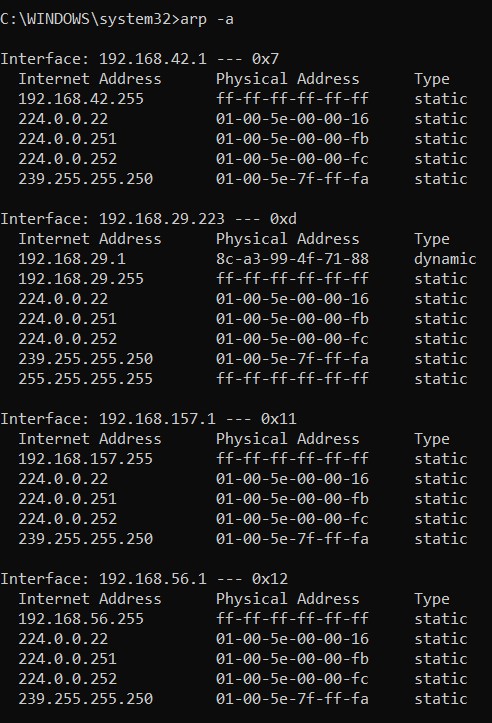 C:\WINDOWS\system32>arp -a
Interface: 192.168.42.1 --- 0x7
  Internet Address      Physical Address      Type
  192.168.42.255        ff-ff-ff-ff-ff-ff     static
  224.0.0.22            01-00-5e-00-00-16     static
  224.0.0.251           01-00-5e-00-00-fb     static
  224.0.0.252           01-00-5e-00-00-fc     static
  239.255.255.250       01-00-5e-7f-ff-fa     static
Interface: 192.168.29.223 --- 0xd
  Internet Address      Physical Address      Type
  192.168.29.1          8c-a3-99-4f-71-88     dynamic
  192.168.29.255        ff-ff-ff-ff-ff-ff     static
  224.0.0.22            01-00-5e-00-00-16     static
  224.0.0.251           01-00-5e-00-00-fb     static
  224.0.0.252           01-00-5e-00-00-fc     static
  239.255.255.250       01-00-5e-7f-ff-fa     static
  255.255.255.255       ff-ff-ff-ff-ff-ff     static
Interface: 192.168.157.1 --- 0x11
  Internet Address      Physical Address      Type
  192.168.157.255       ff-ff-ff-ff-ff-ff     static
  224.0.0.22            01-00-5e-00-00-16     static
  224.0.0.251           01-00-5e-00-00-fb     static
  224.0.0.252           01-00-5e-00-00-fc     static
  239.255.255.250       01-00-5e-7f-ff-fa     static
Interface: 192.168.56.1 --- 0x12
  Internet Address      Physical Address      Type
  192.168.56.255        ff-ff-ff-ff-ff-ff     static
  224.0.0.22            01-00-5e-00-00-16     static
  224.0.0.251           01-00-5e-00-00-fb     static
  224.0.0.252           01-00-5e-00-00-fc     static
  239.255.255.250       01-00-5e-7f-ff-fa     static